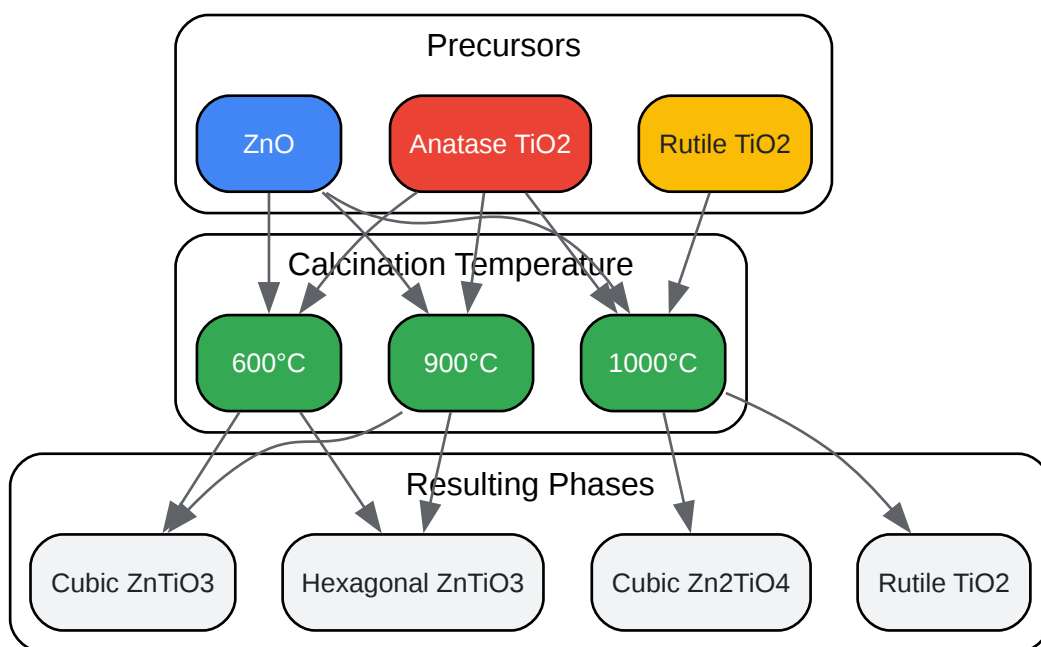 Precursors
ZnO
Anatase TiO2
Rutile TiO2
Calcination Temperature
600°C
900°C
1000°C
Resulting Phases
Cubic ZnTiO3
Hexagonal ZnTiO3
Cubic Zn2TiO4
Rutile TiO2